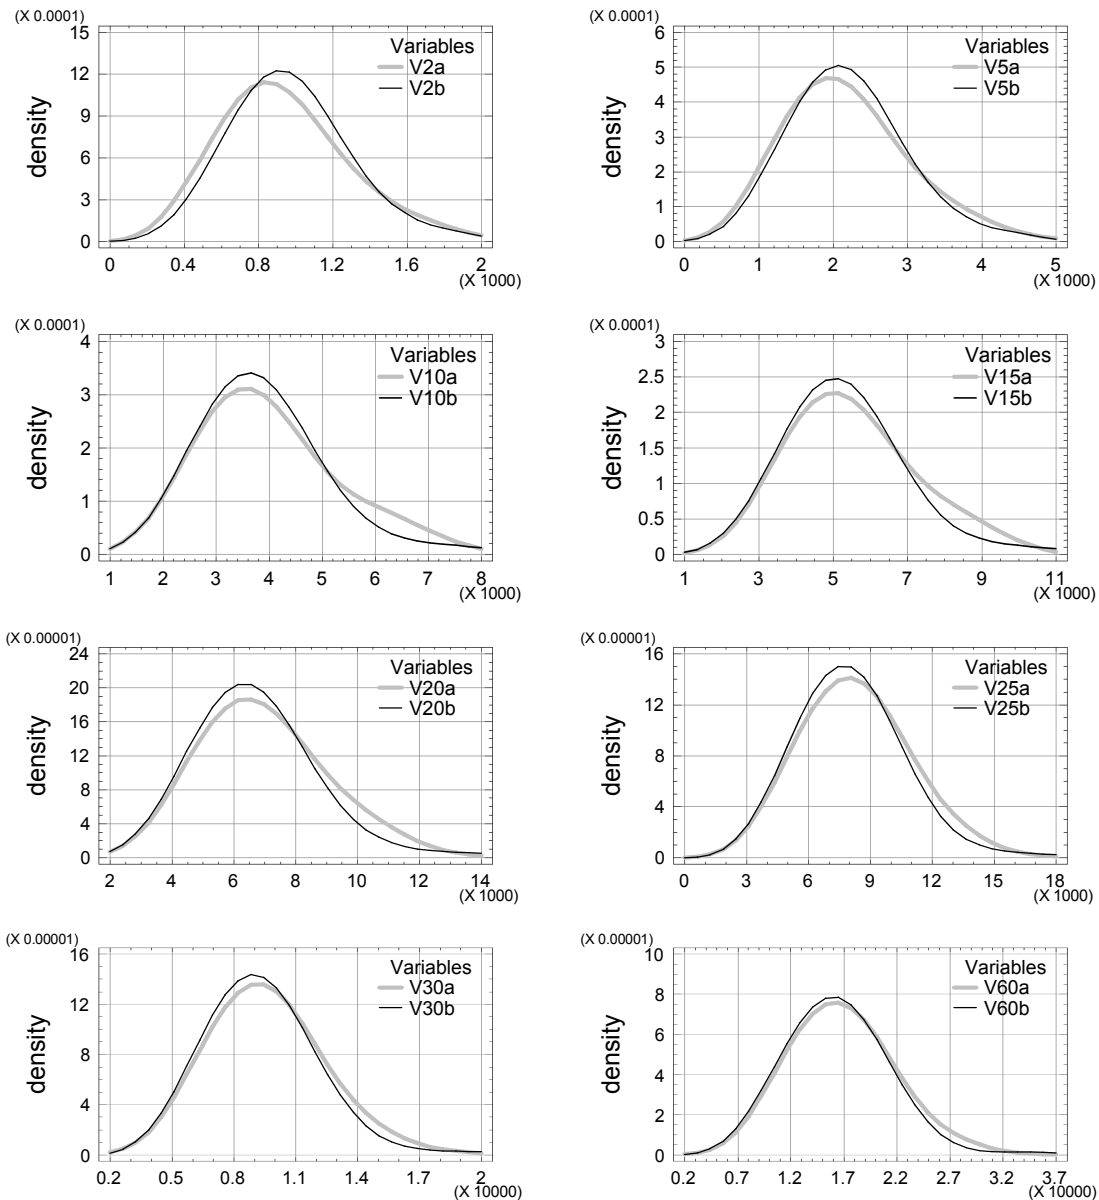 (X 0.0001)
15
12
9
6
3
0
density
Variables
V2a
V2b
0 0.4 0.8 1.2 1.6 2
(X 1000)
(X 0.0001)
6
5
4
3
2
1
0
density
Variables
V5a
V5b
0 1 2 3 4 5
(X 1000)
(X 0.0001)
4
3
2
1
0
density
Variables
V10a
V10b
1 2 3 4 5 6 7 8
(X 1000)
(X 0.0001)
3
2.5
2
1.5
1
0.5
0
density
Variables
V15a
V15b
1 3 5 7 9 11
(X 1000)
(X 0.00001)
24
20
16
12
8
4
0
density
Variables
V20a
V20b
2 4 6 8 10 12 14
(X 1000)
(X 0.00001)
16
12
8
4
0
density
Variables
V25a
V25b
0 3 6 9 12 15 18
(X 1000)
(X 0.00001)
16
12
8
4
0
density
Variables
V30a
V30b
0.2 0.5 0.8 1.1 1.4 1.7 2
(X 10000)
(X 0.00001)
10
8
6
4
2
0
density
Variables
V60a
V60b
0.2 0.7 1.2 1.7 2.2 2.7 3.2 3.7
(X 10000)